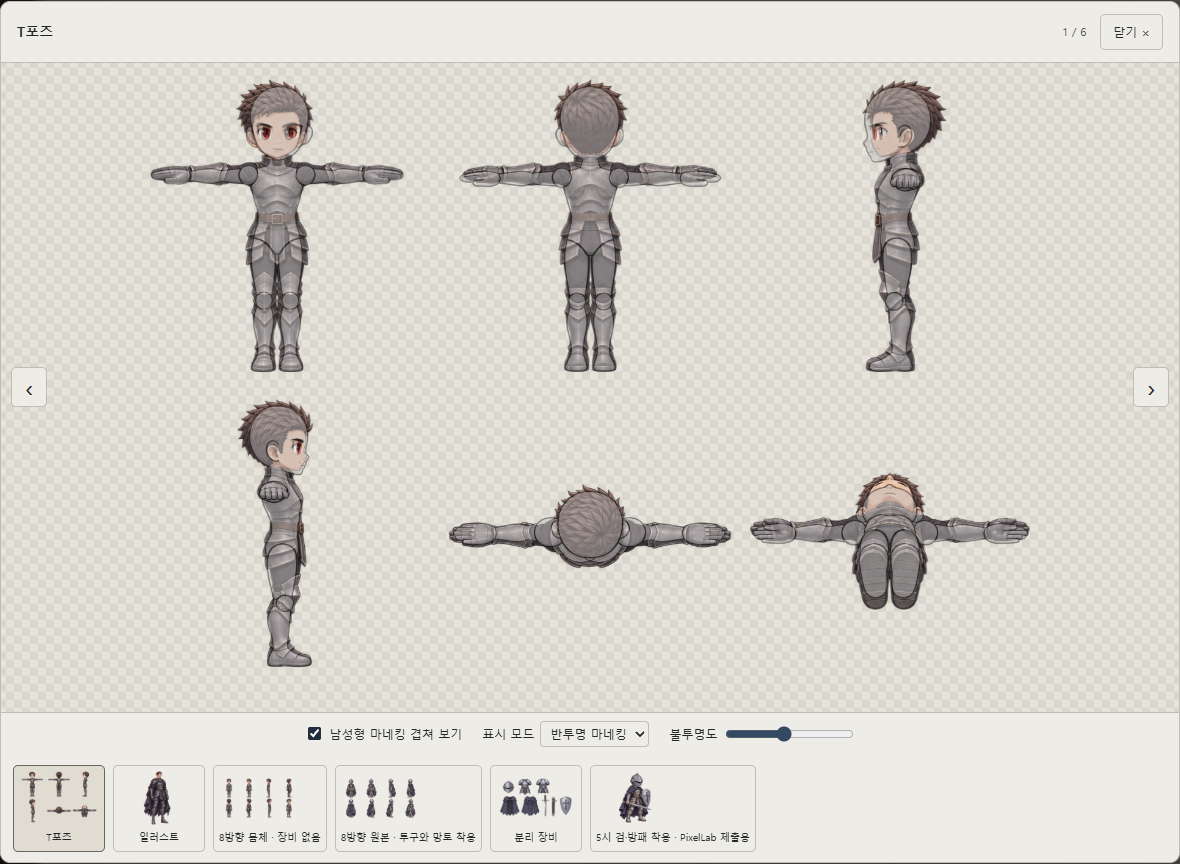 T포즈
1 / 6
닫기 ×
‹
›
남성형 마네킹 겹쳐 보기
표시 모드
반투명 마네킹
불투명도
T포즈
일러스트
8방향 몸체 · 장비 없음
8방향 원본 · 투구와 망토 착용
분리 장비
5시 검·방패 착용 · PixelLab 제출용